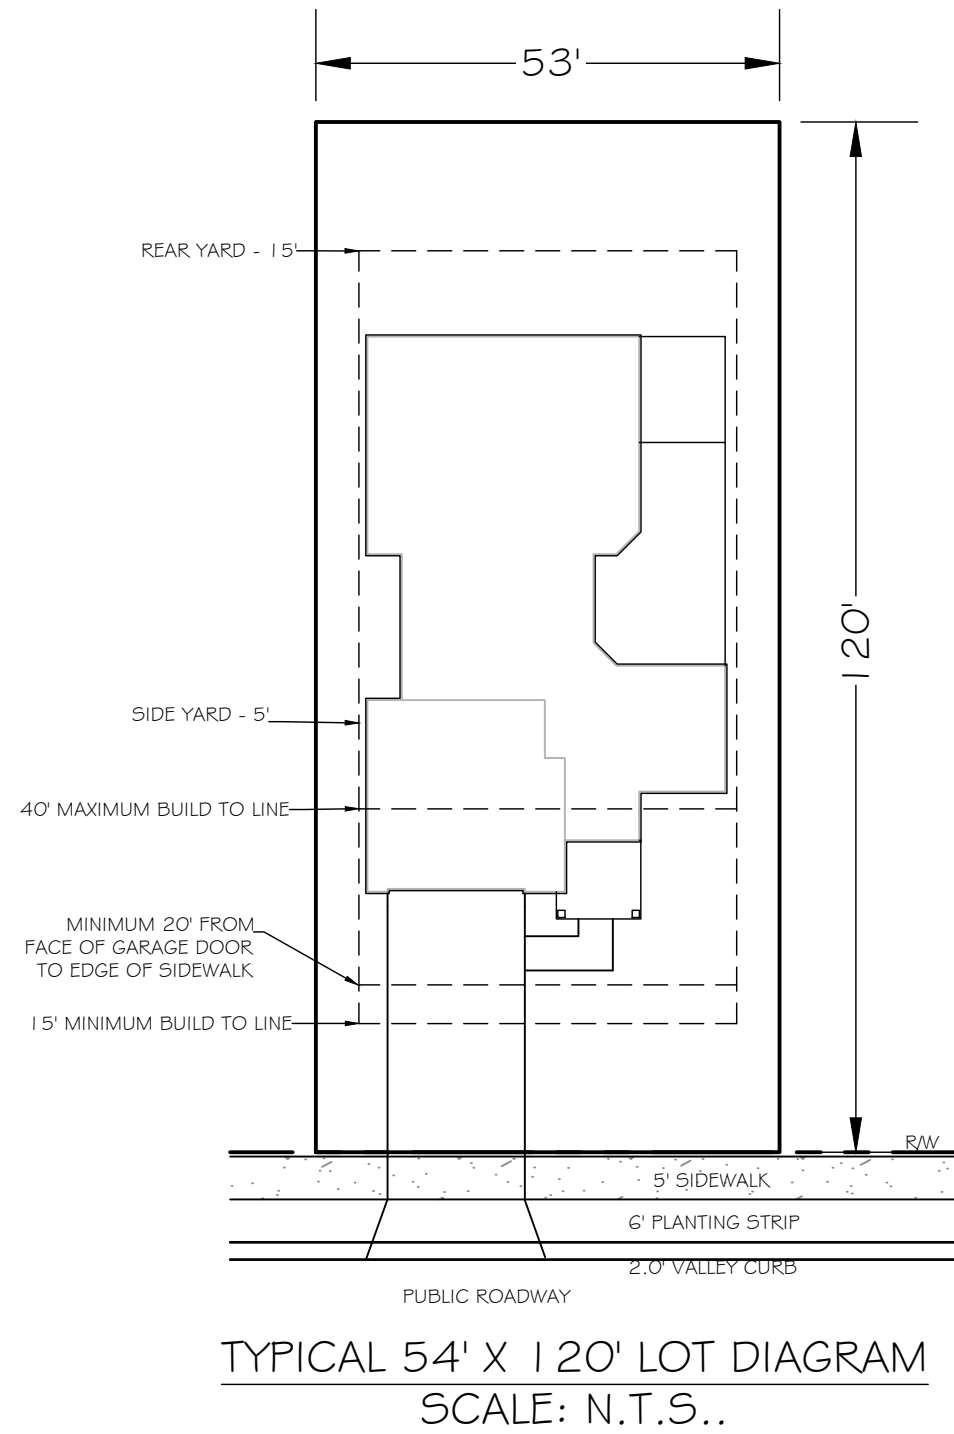 53'
REAR YARD - 15'
120'
SIDE YARD - 5'
40' MAXIMUM BUILD TO LINE
MINIMUM 20' FROM
FACE OF GARAGE DOOR
TO EDGE OF SIDEWALK
15' MINIMUM BUILD TO LINE
R/W
5' SIDEWALK
6' PLANTING STRIP
2.0' VALLEY CURB
PUBLIC ROADWAY
TYPICAL 54' X 120' LOT DIAGRAM
SCALE: N.T.S..